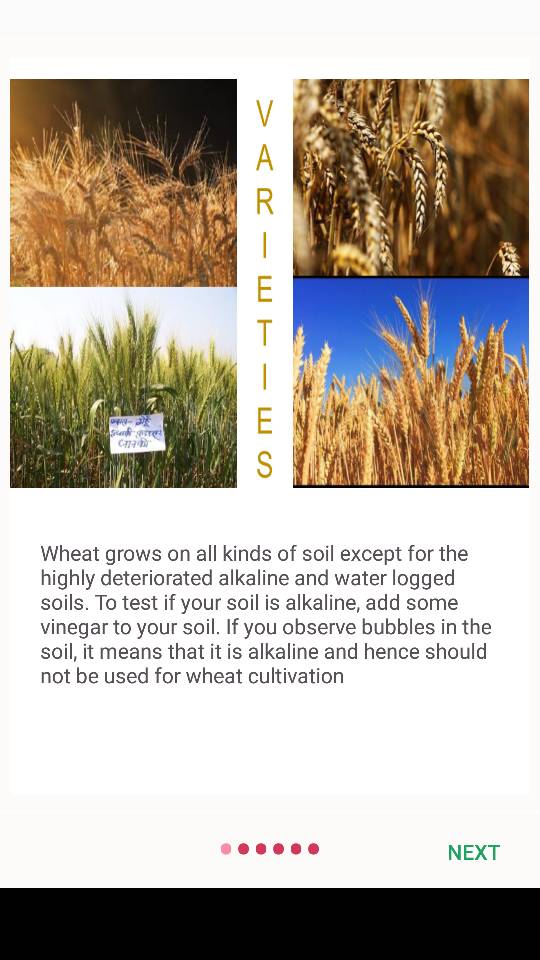 VARIETIES
गेहूँ
Wheat grows on all kinds of soil except for the
highly deteriorated alkaline and water logged
soils. To test if your soil is alkaline, add some
vinegar to your soil. If you observe bubbles in the
soil, it means that it is alkaline and hence should
not be used for wheat cultivation
NEXT